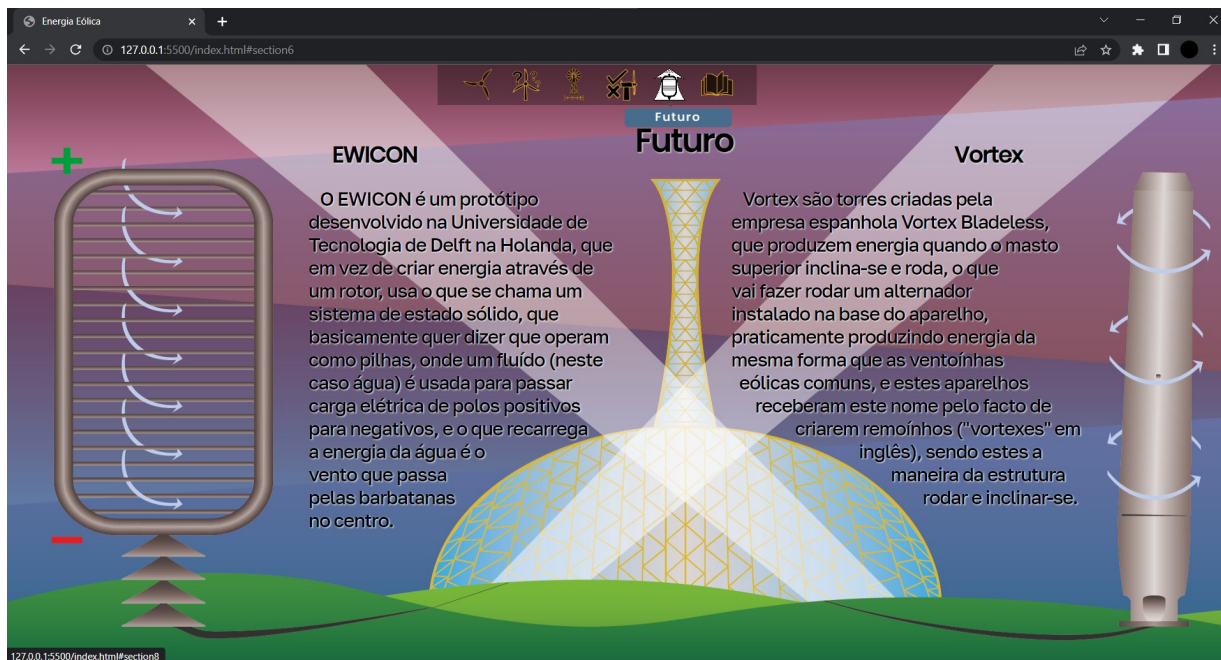 Energia Eólica
127.0.0.1:5500/index.html#section6
Futuro
Futuro
EWICON
O EWICON é um protótipo
desenvolvido na Universidade de
Tecnologia de Delft na Holanda, que
em vez de criar energia através de
um rotor, usa o que se chama um
sistema de estado sólido, que
basicamente quer dizer que operam
como pilhas, onde um fluído (neste
caso água) é usada para passar
carga elétrica de polos positivos
para negativos, e o que recarrega
a energia da água é o
vento que passa
pelas barbatanas
no centro.
Vortex
Vortex são torres criadas pela
empresa espanhola Vortex Bladeless,
que produzem energia quando o masto
superior inclina-se e roda, o que
vai fazer rodar um alternador
instalado na base do aparelho,
praticamente produzindo energia da
mesma forma que as ventoínhas
eólicas comuns, e estes aparelhos
receberam este nome pelo facto de
criarem remoínhos ("vortexes" em
inglês), sendo estes a
maneira da estrutura
rodar e inclinar-se.
127.0.0.1:5500/index.html#section8